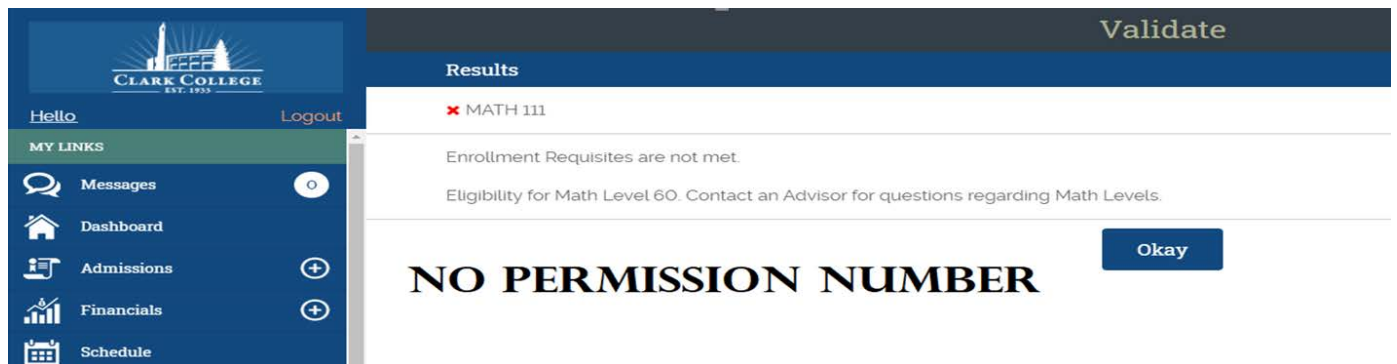 CLARK COLLEGE
EST. 1933
Hello
Logout
MY LINKS
Messages
0
Dashboard
Admissions
Financials
Schedule
Validate
Results
MATH 111
Enrollment Requisites are not met.
Eligibility for Math Level 60. Contact an Advisor for questions regarding Math Levels.
Okay
NO PERMISSION NUMBER